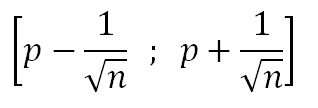 [p − 1/√n ; p + 1/√n]